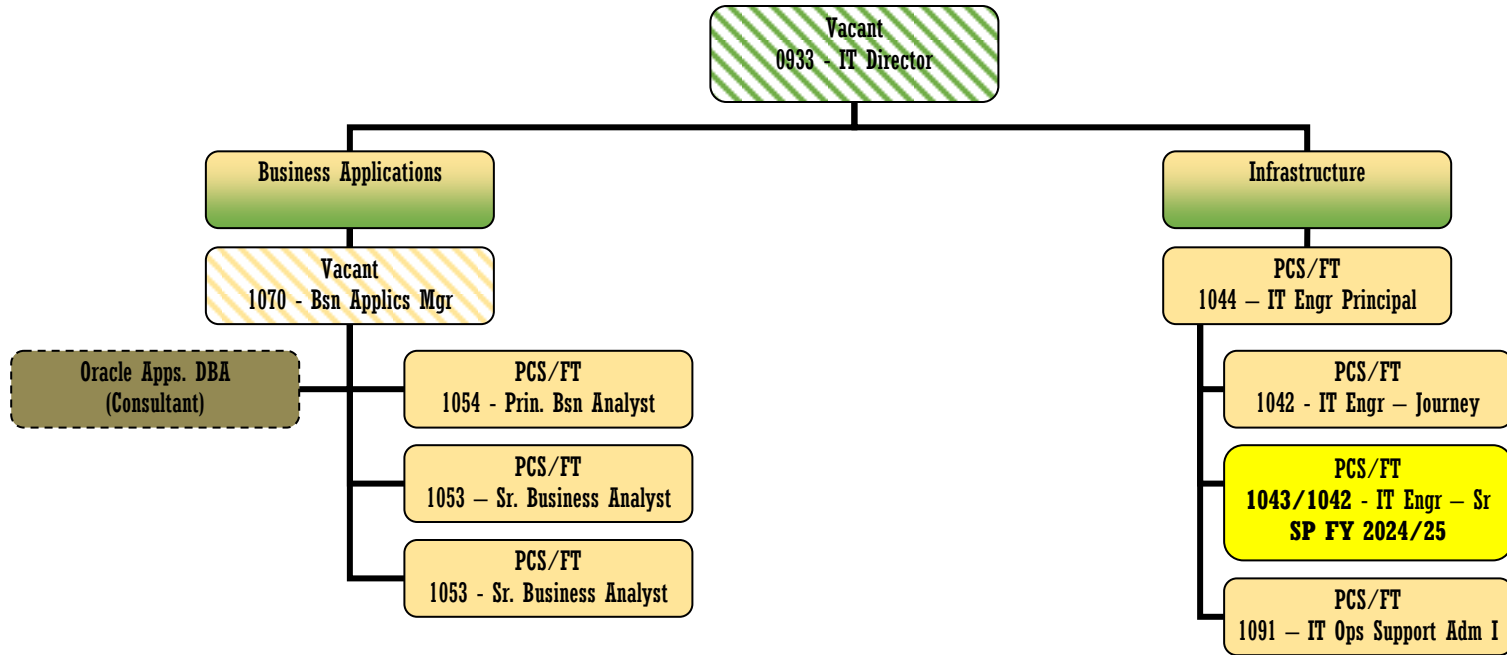 Vacant
0933 - IT Director
Business Applications
Infrastructure
Vacant
1070 - Bsn Applics Mgr
PCS/FT
1044 – IT Engr Principal
Oracle Apps. DBA
(Consultant)
PCS/FT
1054 - Prin. Bsn Analyst
PCS/FT
1042 - IT Engr – Journey
PCS/FT
1053 – Sr. Business Analyst
PCS/FT
1043/1042 - IT Engr – Sr
SP FY 2024/25
PCS/FT
1053 - Sr. Business Analyst
PCS/FT
1091 – IT Ops Support Adm I